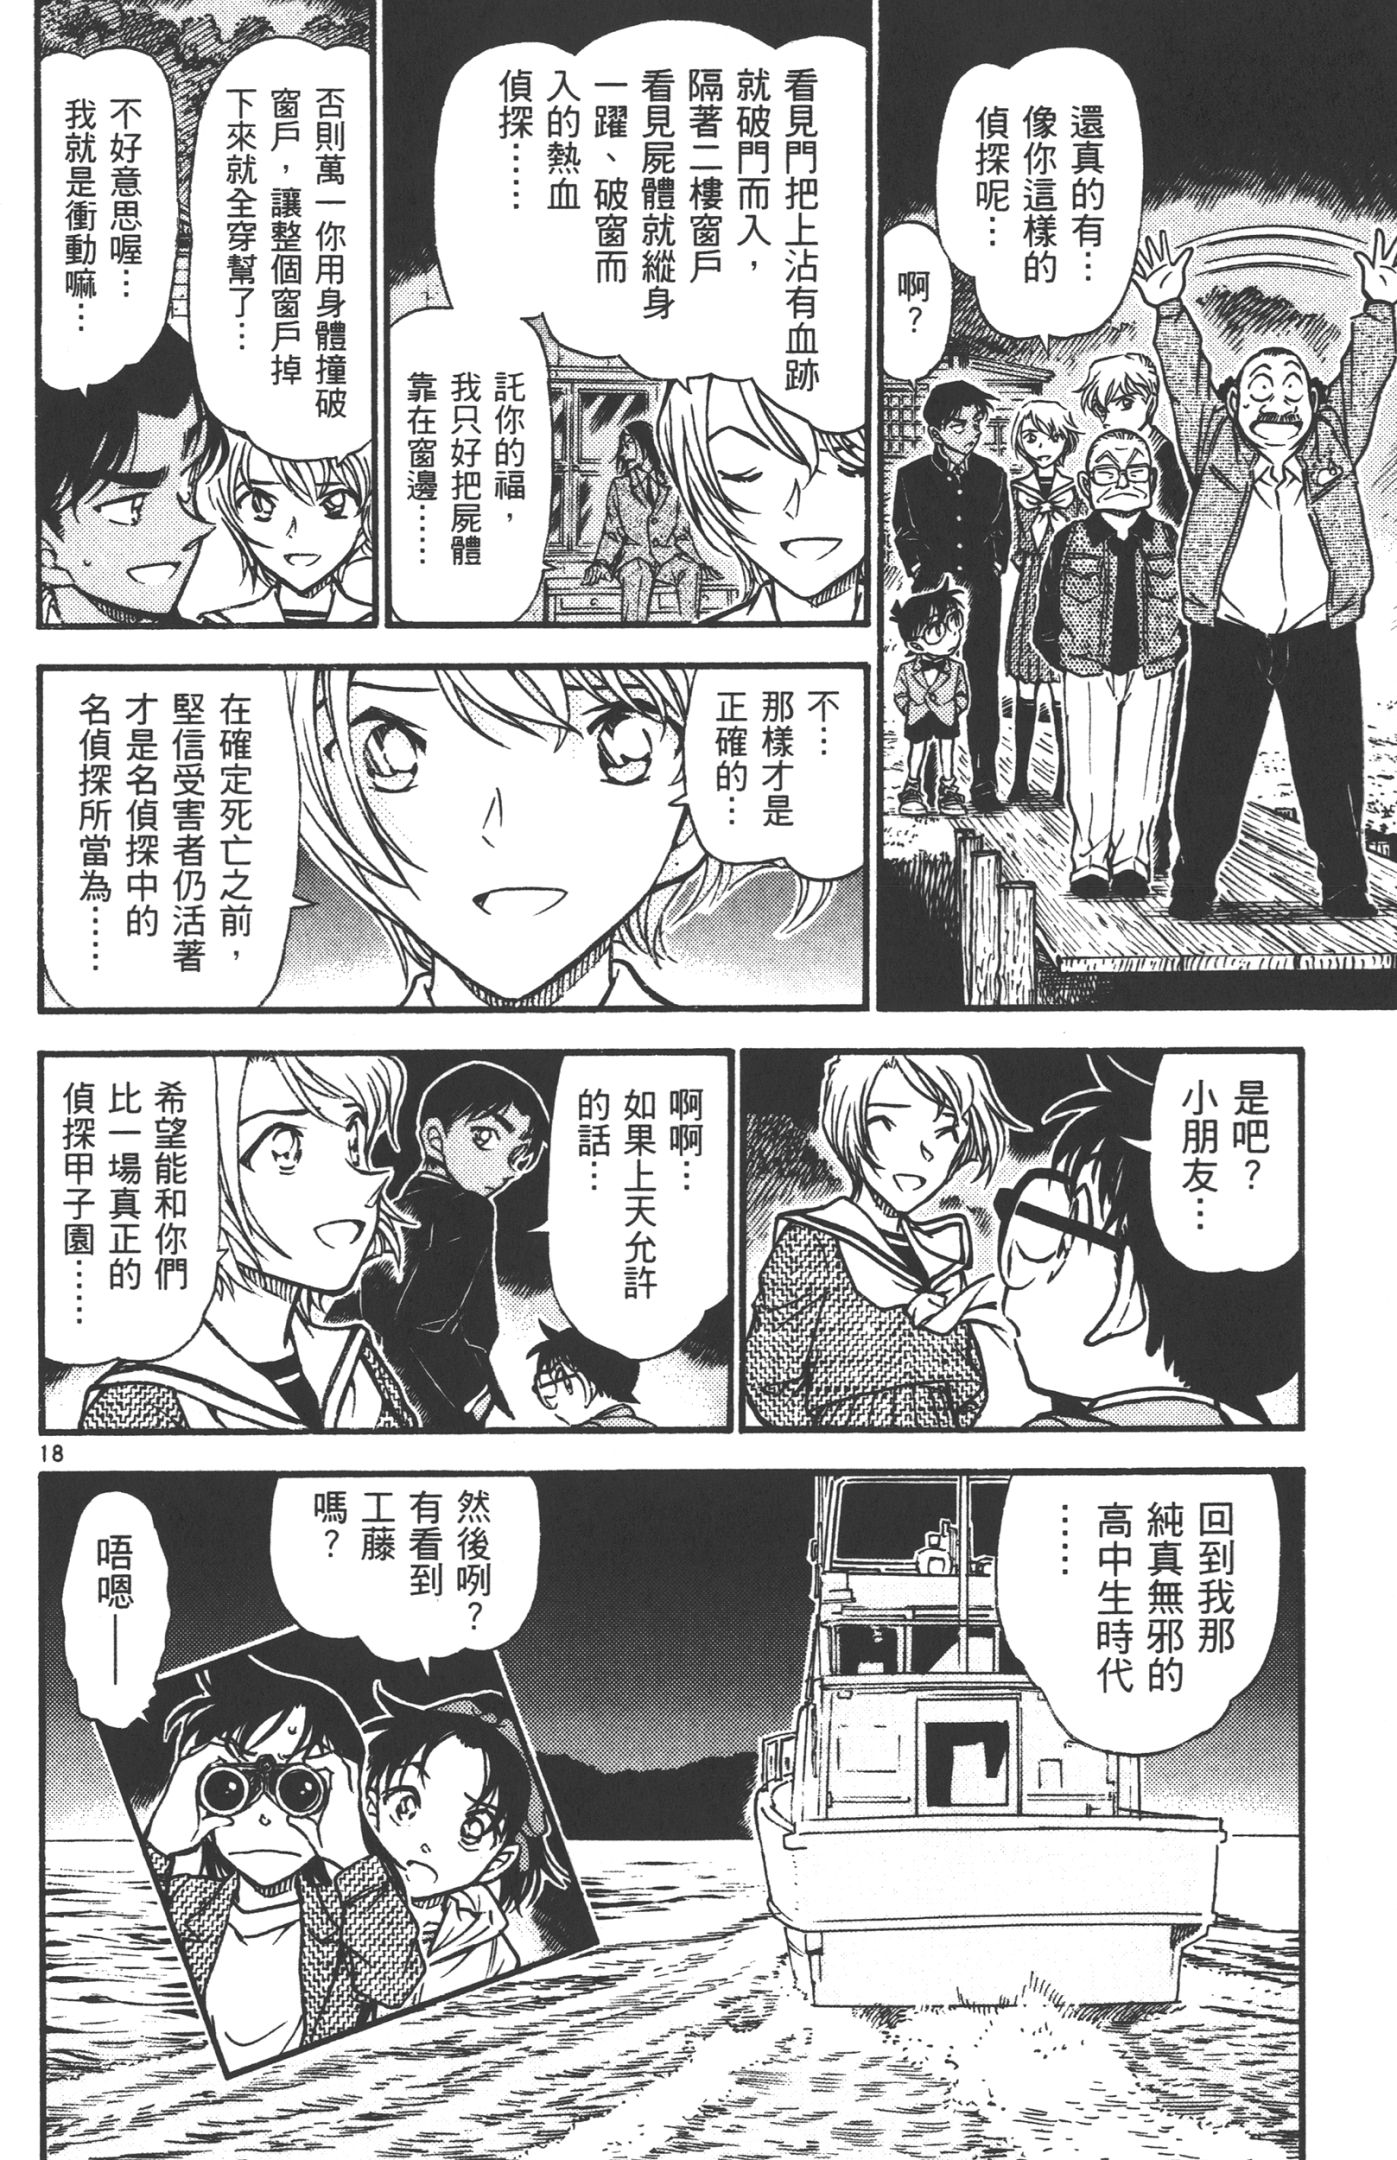 還真的有⋯
像你這樣的
偵探呢⋯
啊?
看見門把上沾有血跡
就破門而入,
隔著二樓窗戶
看見屍體就縱身
一躍、破窗而
入的熱血
偵探⋯⋯
託你的福,
我只好把屍體
靠在窗邊⋯⋯
否則萬一你用身體撞破
窗戶,讓整個窗戶掉
下來就全穿幫了⋯
不好意思喔⋯
我就是衝動嘛⋯
不⋯
那樣才是
正確的⋯
在確定死亡之前,
堅信受害者仍活著
才是名偵探中的
名偵探所當為⋯⋯
是吧?
小朋友⋯
啊啊⋯
如果上天允許
的話⋯
希望能和你們
比一場真正的
偵探甲子園⋯⋯
18
回到我那
純真無邪的
高中生時代
⋯⋯
然後咧?
有看到
工藤
嗎?
唔嗯——